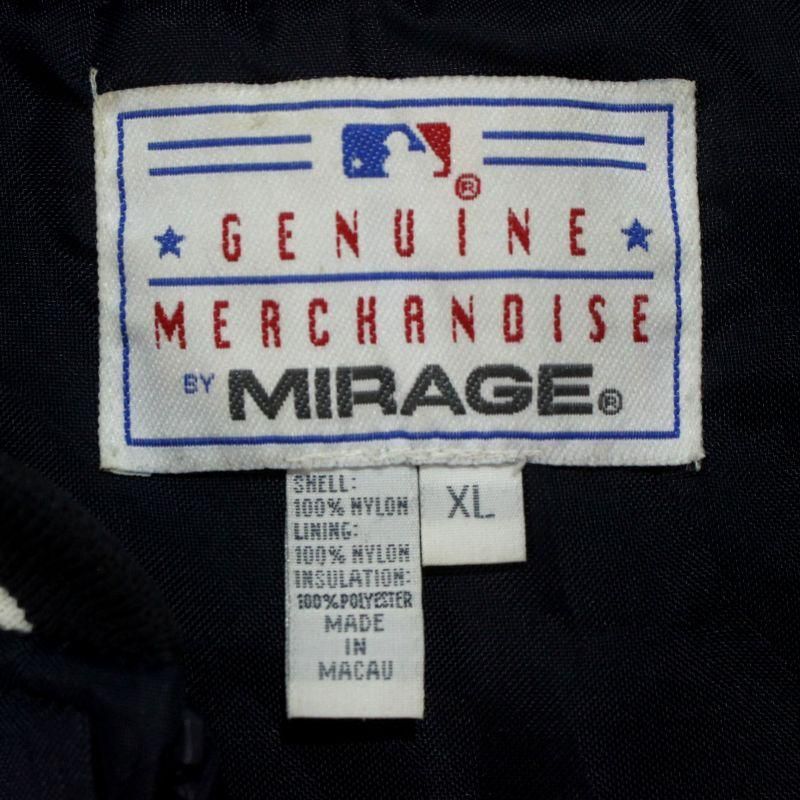 ®
GENUINE
MERCHANDISE
BY MIRAGE®
SHELL:
100% NYLON
LINING:
100% NYLON
INSULATION:
100%POLYESTER
MADE
IN
MACAU
XL